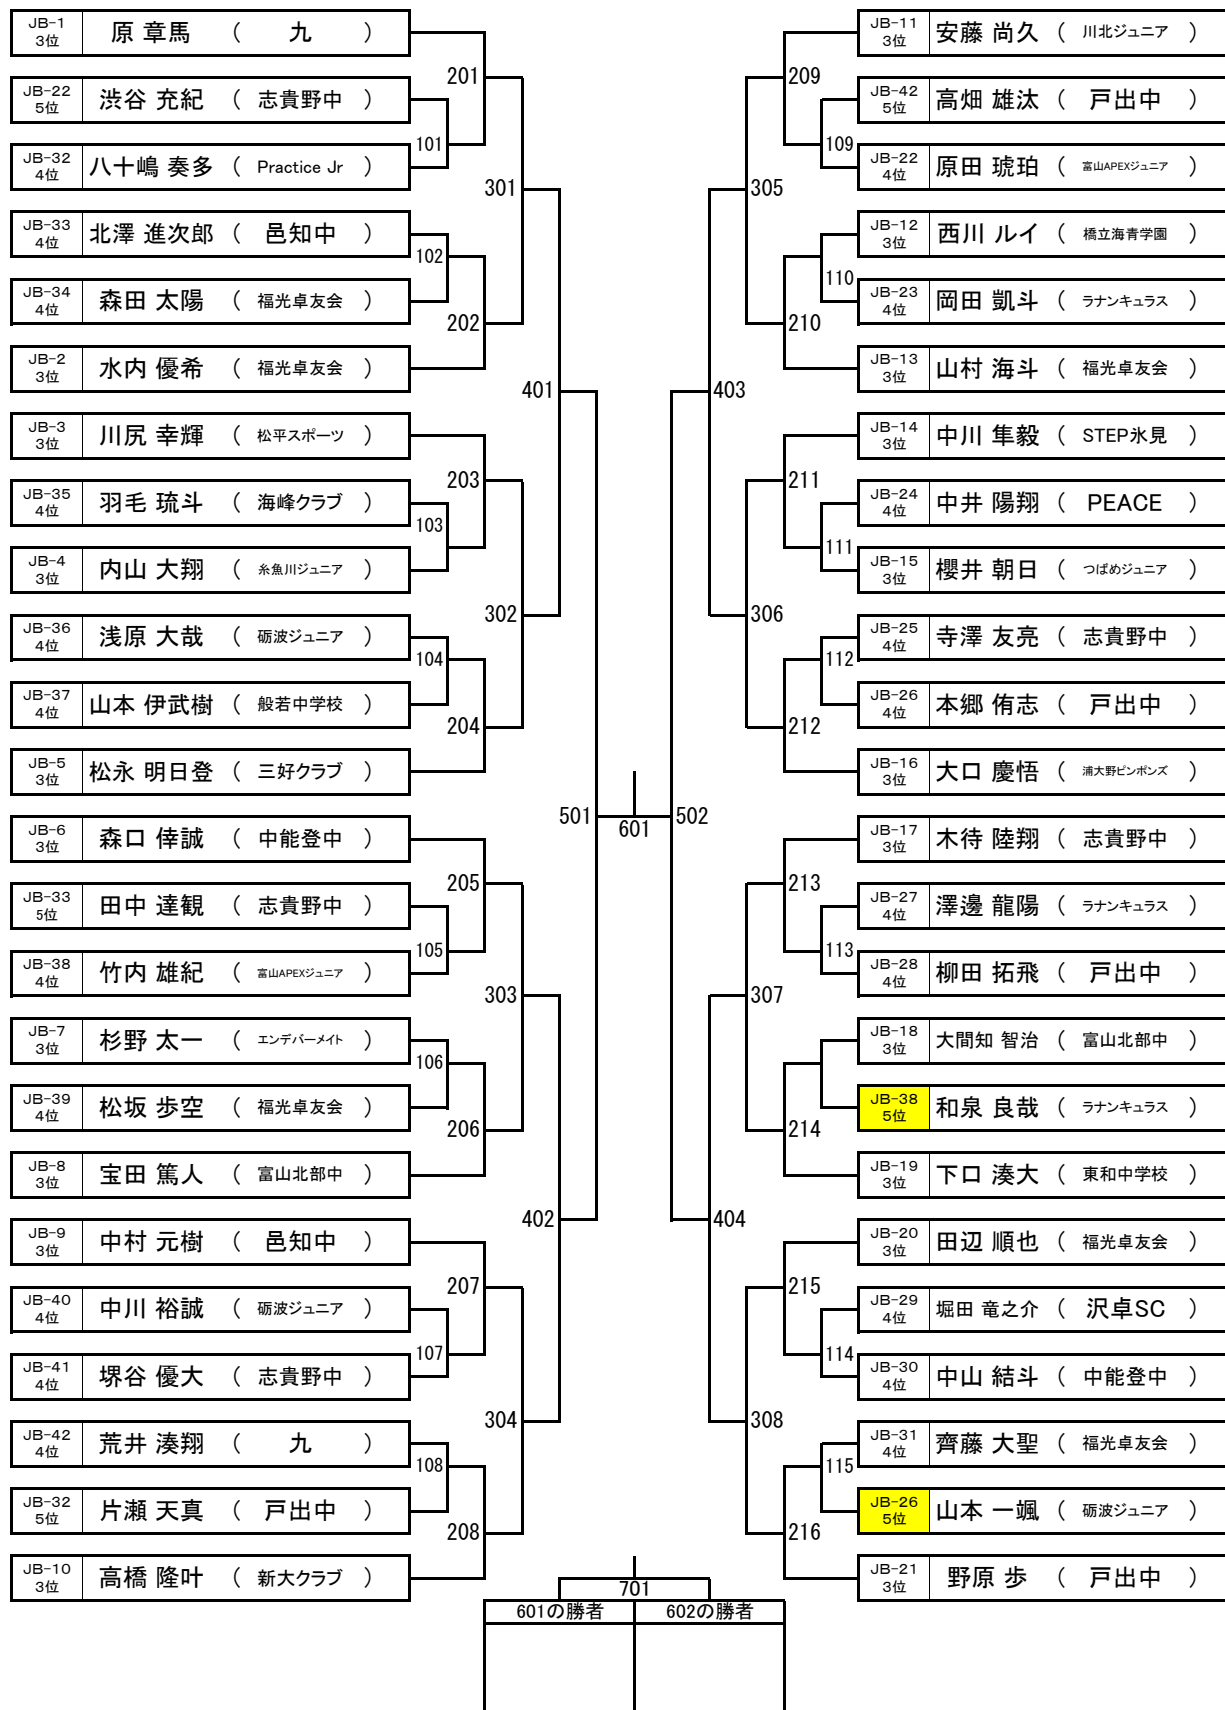 JB-1 3位 原 章馬 （ 九 ）
JB-22 5位 渋谷 充紀 （ 志貴野中 ）
JB-32 4位 八十嶋 奏多 （ Practice Jr ）
JB-33 4位 北澤 進次郎 （ 邑知中 ）
JB-34 4位 森田 太陽 （ 福光卓友会 ）
JB-2 3位 水内 優希 （ 福光卓友会 ）
JB-3 3位 川尻 幸輝 （ 松平スポーツ ）
JB-35 4位 羽毛 琉斗 （ 海峰クラブ ）
JB-4 3位 内山 大翔 （ 糸魚川ジュニア ）
JB-36 4位 浅原 大哉 （ 砺波ジュニア ）
JB-37 4位 山本 伊武樹 （ 般若中学校 ）
JB-5 3位 松永 明日登 （ 三好クラブ ）
JB-6 3位 森口 倖誠 （ 中能登中 ）
JB-33 5位 田中 達観 （ 志貴野中 ）
JB-38 4位 竹内 雄紀 （ 富山APEXジュニア ）
JB-7 3位 杉野 太一 （ エンデバーメイト ）
JB-39 4位 松坂 歩空 （ 福光卓友会 ）
JB-8 3位 宝田 篤人 （ 富山北部中 ）
JB-9 3位 中村 元樹 （ 邑知中 ）
JB-40 4位 中川 裕誠 （ 砺波ジュニア ）
JB-41 4位 堺谷 優大 （ 志貴野中 ）
JB-42 4位 荒井 湊翔 （ 九 ）
JB-32 5位 片瀬 天真 （ 戸出中 ）
JB-10 3位 高橋 隆叶 （ 新大クラブ ）
101
102
103
104
105
106
107
108
201
202
203
204
205
206
207
208
301
302
303
304
401
402
501
601
502
403
404
305
306
307
308
209
210
211
212
213
214
215
216
109
110
111
112
113
114
115
JB-11 3位 安藤 尚久 （ 川北ジュニア ）
JB-42 5位 高畑 雄汰 （ 戸出中 ）
JB-22 4位 原田 琥珀 （ 富山APEXジュニア ）
JB-12 3位 西川 ルイ （ 橋立海青学園 ）
JB-23 4位 岡田 凱斗 （ ラナンキュラス ）
JB-13 3位 山村 海斗 （ 福光卓友会 ）
JB-14 3位 中川 隼毅 （ STEP氷見 ）
JB-24 4位 中井 陽翔 （ PEACE ）
JB-15 3位 櫻井 朝日 （ つばめジュニア ）
JB-25 4位 寺澤 友亮 （ 志貴野中 ）
JB-26 4位 本郷 侑志 （ 戸出中 ）
JB-16 3位 大口 慶悟 （ 浦大野ピンポンズ ）
JB-17 3位 木待 陸翔 （ 志貴野中 ）
JB-27 4位 澤邊 龍陽 （ ラナンキュラス ）
JB-28 4位 柳田 拓飛 （ 戸出中 ）
JB-18 3位 大間知 智治 （ 富山北部中 ）
JB-38 5位 和泉 良哉 （ ラナンキュラス ）
JB-19 3位 下口 湊大 （ 東和中学校 ）
JB-20 3位 田辺 順也 （ 福光卓友会 ）
JB-29 4位 堀田 竜之介 （ 沢卓SC ）
JB-30 4位 中山 結斗 （ 中能登中 ）
JB-31 4位 齊藤 大聖 （ 福光卓友会 ）
JB-26 5位 山本 一颯 （ 砺波ジュニア ）
JB-21 3位 野原 歩 （ 戸出中 ）
701
601の勝者 602の勝者